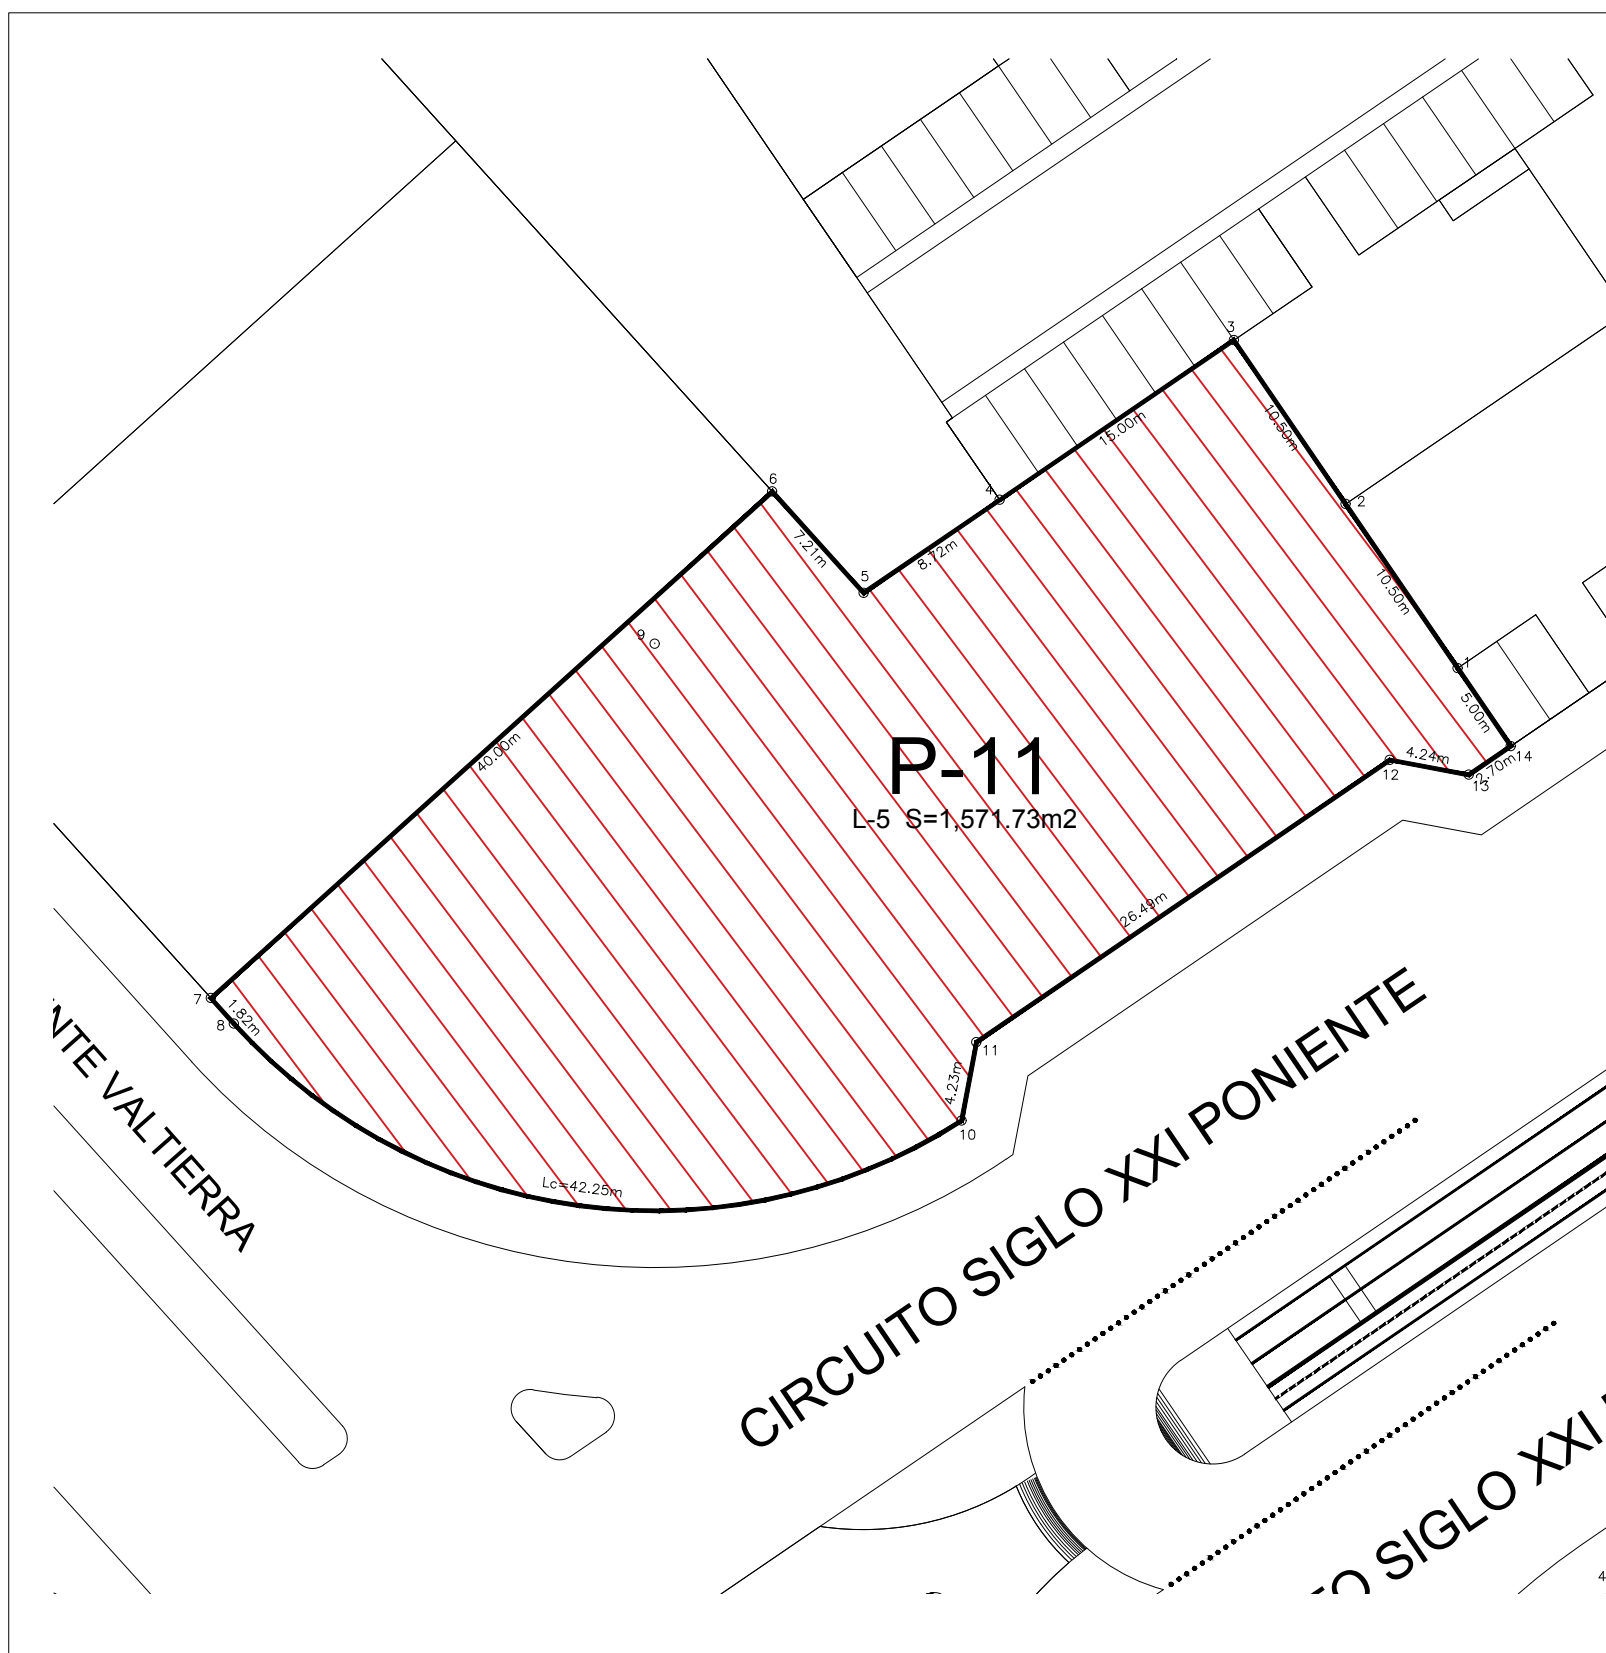 3
10.50m
15.00m
6
4
2
7.21m
8.72m
5
10.50m
9
1
5.00m
40.00m
P-11
4.24m
14
12
2.70m
13
L-5 S=1,571.73m2
26.49m
7
1.82m
8
11
4.23m
10
Lc=42.25m
NTE VALTIERRA
CIRCUITO SIGLO XXI PONIENTE
TO SIGLO XXI
4